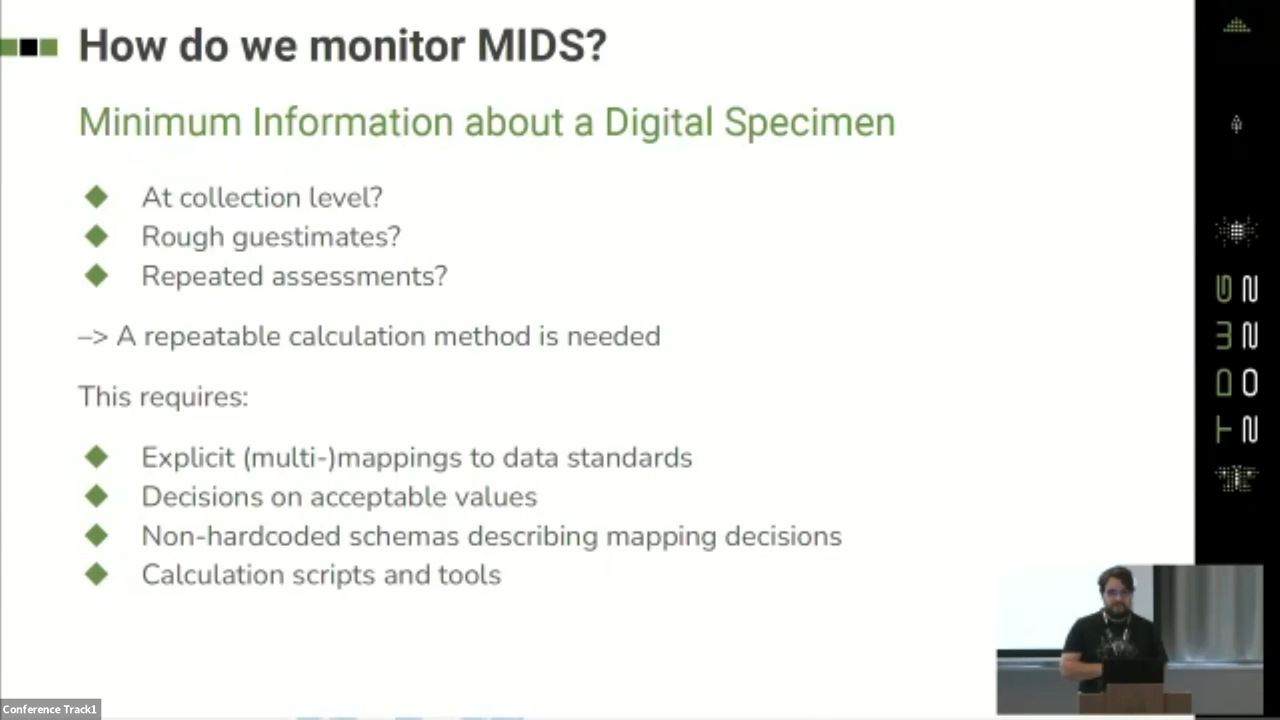 How do we monitor MIDS?
Minimum Information about a Digital Specimen
At collection level?
Rough guestimates?
Repeated assessments?
–> A repeatable calculation method is needed
This requires:
Explicit (multi-)mappings to data standards
Decisions on acceptable values
Non-hardcoded schemas describing mapping decisions
Calculation scripts and tools
TDWG
2022
Conference Track1